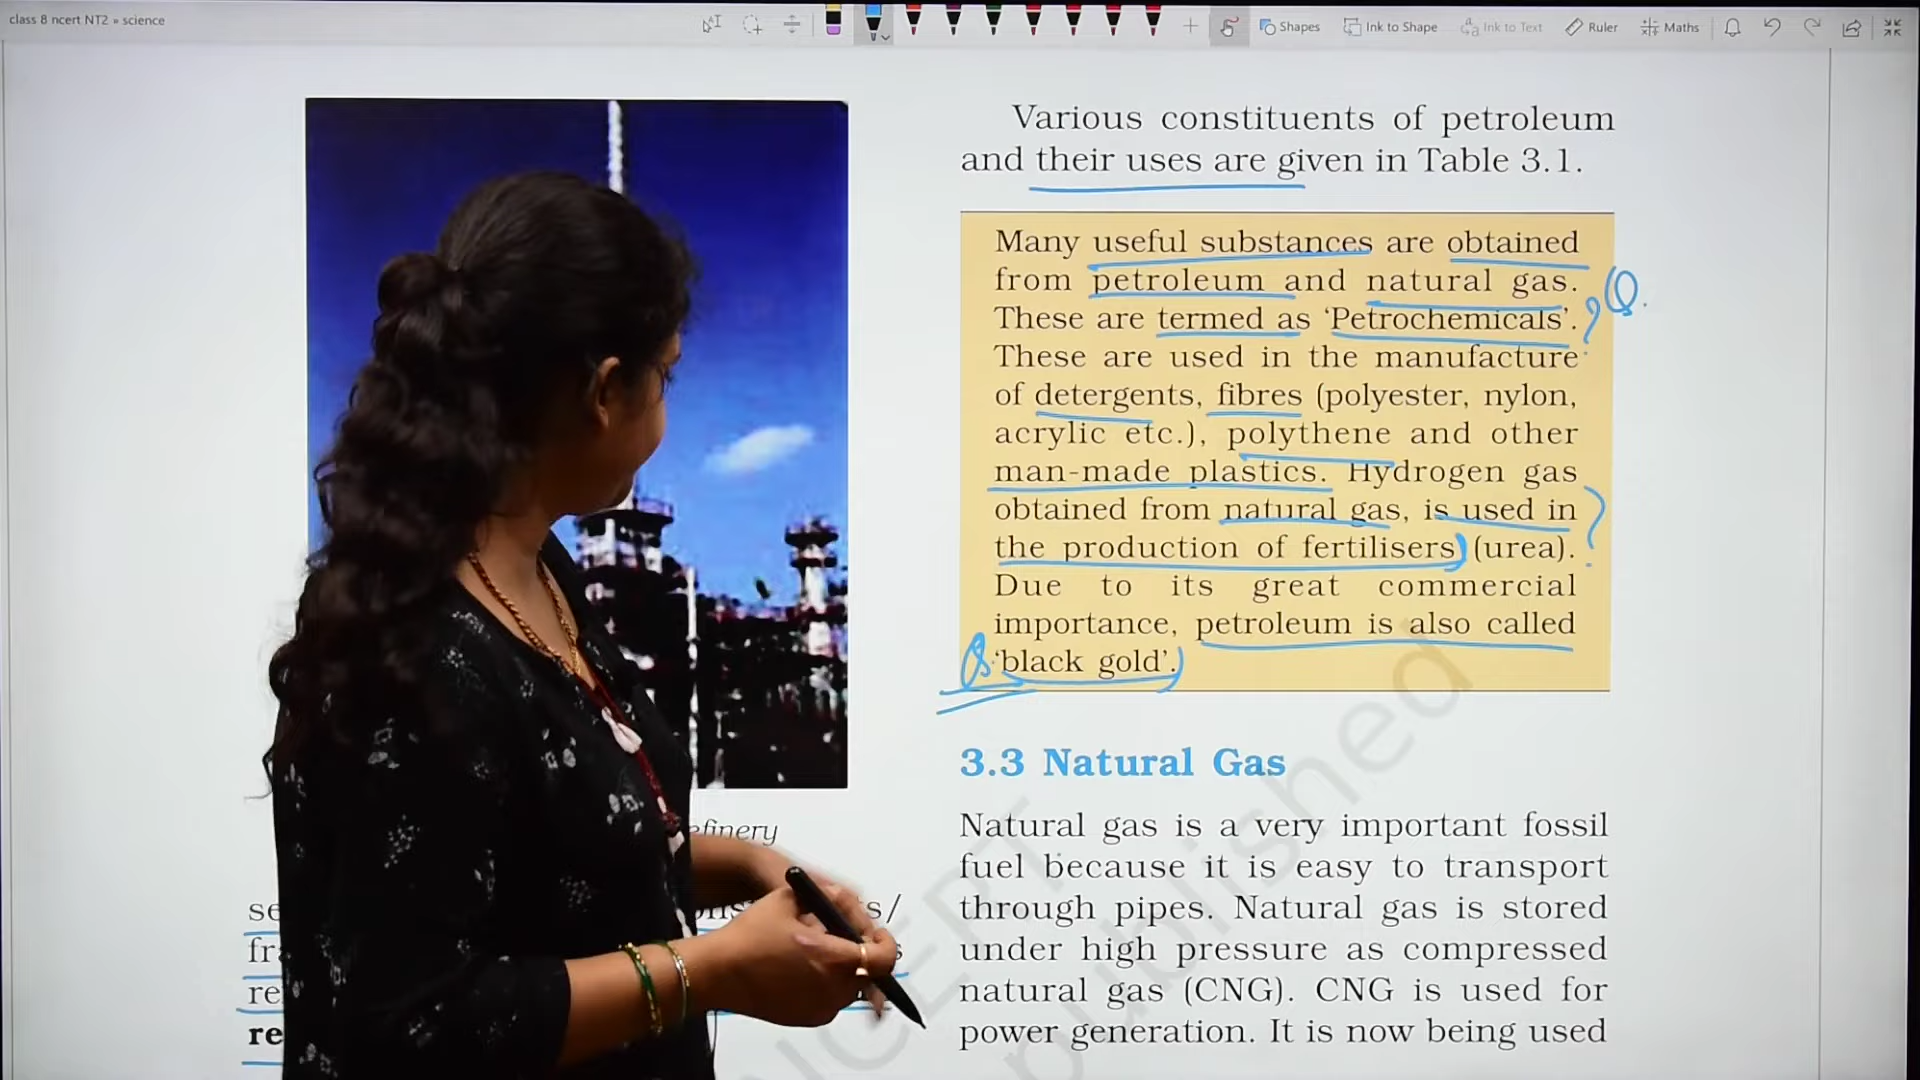 class 8 ncert NT2 » science
Shapes
Ink to Shape
Ink to Text
Ruler
Maths
Various constituents of petroleum
and their uses are given in Table 3.1.
Many useful substances are obtained
from petroleum and natural gas.
These are termed as ‘Petrochemicals’.
These are used in the manufacture
of detergents, fibres (polyester, nylon,
acrylic etc.), polythene and other
man-made plastics. Hydrogen gas
obtained from natural gas, is used in
the production of fertilisers (urea).
Due to its great commercial
importance, petroleum is also called
‘black gold’.
Q.
?
?
Q.
3.3 Natural Gas
Natural gas is a very important fossil
fuel because it is easy to transport
through pipes. Natural gas is stored
under high pressure as compressed
natural gas (CNG). CNG is used for
power generation. It is now being used
NCERT
published